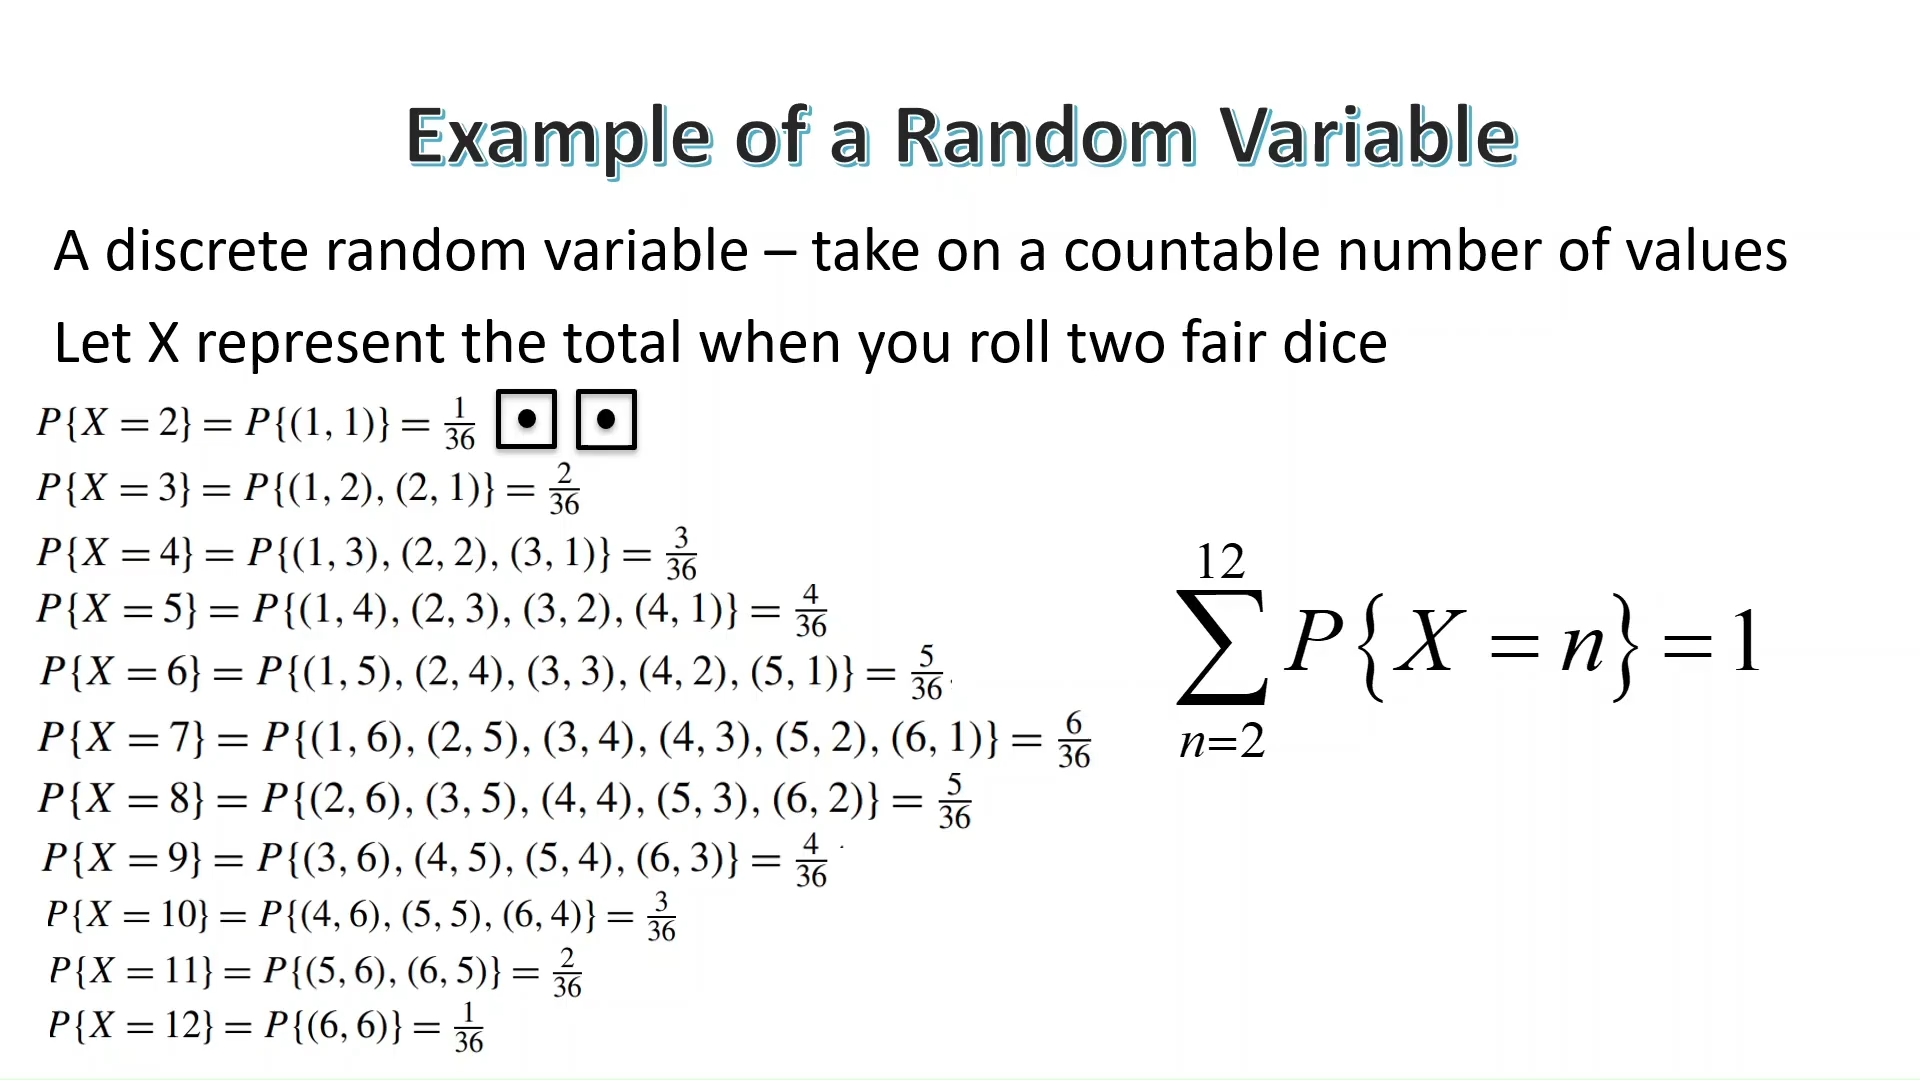 Example of a Random Variable
A discrete random variable – take on a countable number of values
Let X represent the total when you roll two fair dice
P{X = 2} = P{(1, 1)} = 1/36
P{X = 3} = P{(1, 2), (2, 1)} = 2/36
P{X = 4} = P{(1, 3), (2, 2), (3, 1)} = 3/36
P{X = 5} = P{(1, 4), (2, 3), (3, 2), (4, 1)} = 4/36
P{X = 6} = P{(1, 5), (2, 4), (3, 3), (4, 2), (5, 1)} = 5/36
P{X = 7} = P{(1, 6), (2, 5), (3, 4), (4, 3), (5, 2), (6, 1)} = 6/36
P{X = 8} = P{(2, 6), (3, 5), (4, 4), (5, 3), (6, 2)} = 5/36
P{X = 9} = P{(3, 6), (4, 5), (5, 4), (6, 3)} = 4/36
P{X = 10} = P{(4, 6), (5, 5), (6, 4)} = 3/36
P{X = 11} = P{(5, 6), (6, 5)} = 2/36
P{X = 12} = P{(6, 6)} = 1/36
12
∑ P{X = n} = 1
n=2